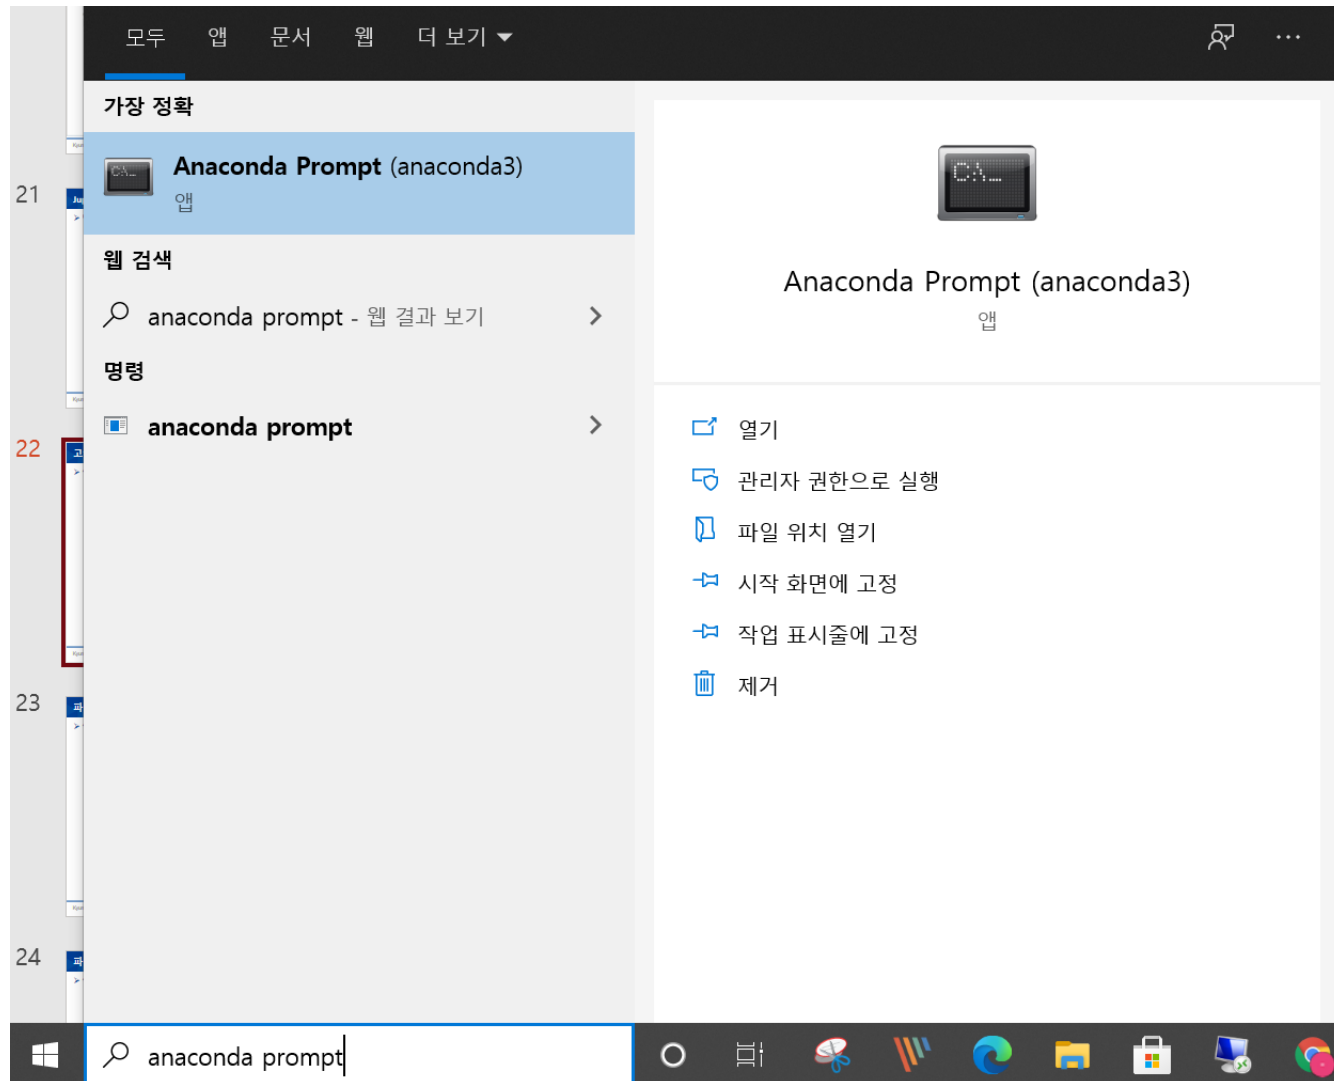 모두 앱 문서 웹 더 보기
가장 정확
Anaconda Prompt (anaconda3)
앱
웹 검색
anaconda prompt - 웹 결과 보기
명령
anaconda prompt
Anaconda Prompt (anaconda3)
앱
열기
관리자 권한으로 실행
파일 위치 열기
시작 화면에 고정
작업 표시줄에 고정
제거
21
22
23
24
anaconda prompt